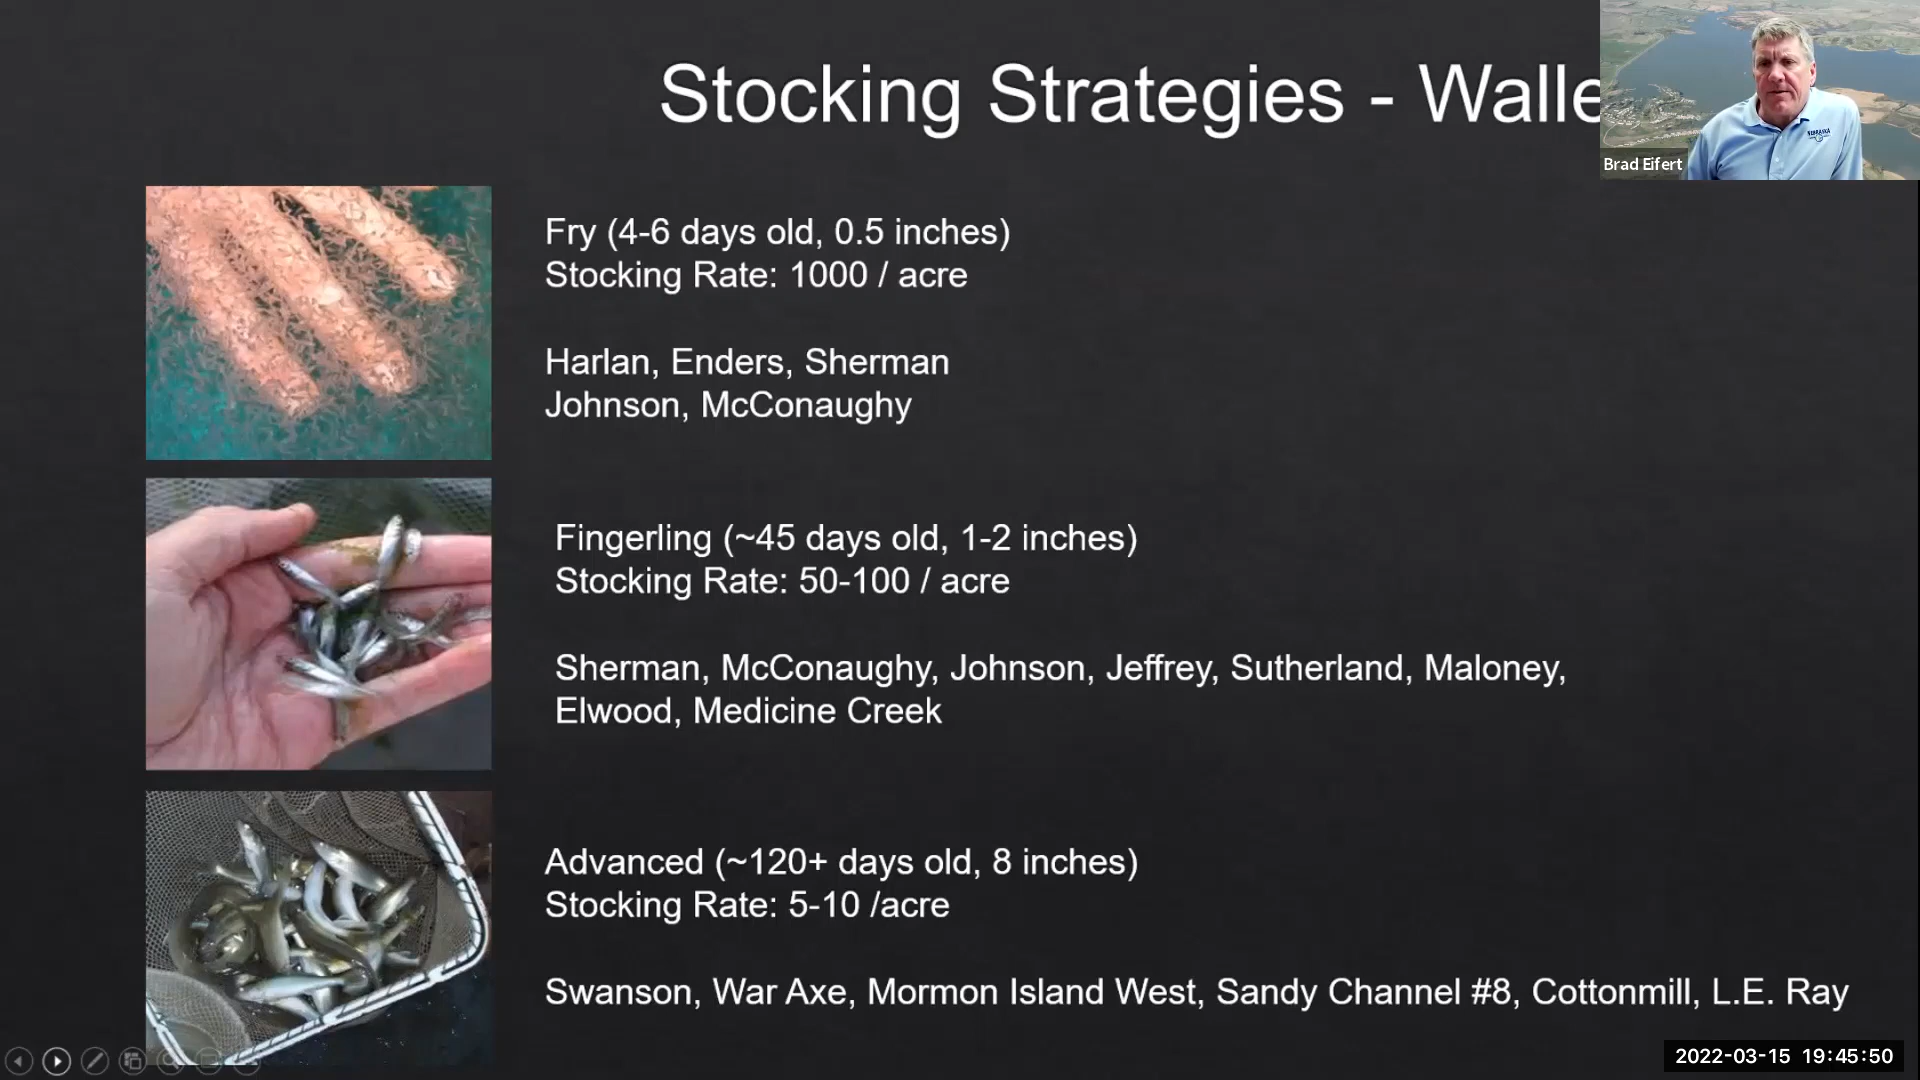 Stocking Strategies - Walle
Brad Eifert
NEBRASKA
Fry (4-6 days old, 0.5 inches)
Stocking Rate: 1000 / acre
Harlan, Enders, Sherman
Johnson, McConaughy
Fingerling (~45 days old, 1-2 inches)
Stocking Rate: 50-100 / acre
Sherman, McConaughy, Johnson, Jeffrey, Sutherland, Maloney,
Elwood, Medicine Creek
Advanced (~120+ days old, 8 inches)
Stocking Rate: 5-10 /acre
Swanson, War Axe, Mormon Island West, Sandy Channel #8, Cottonmill, L.E. Ray
2022-03-15 19:45:50